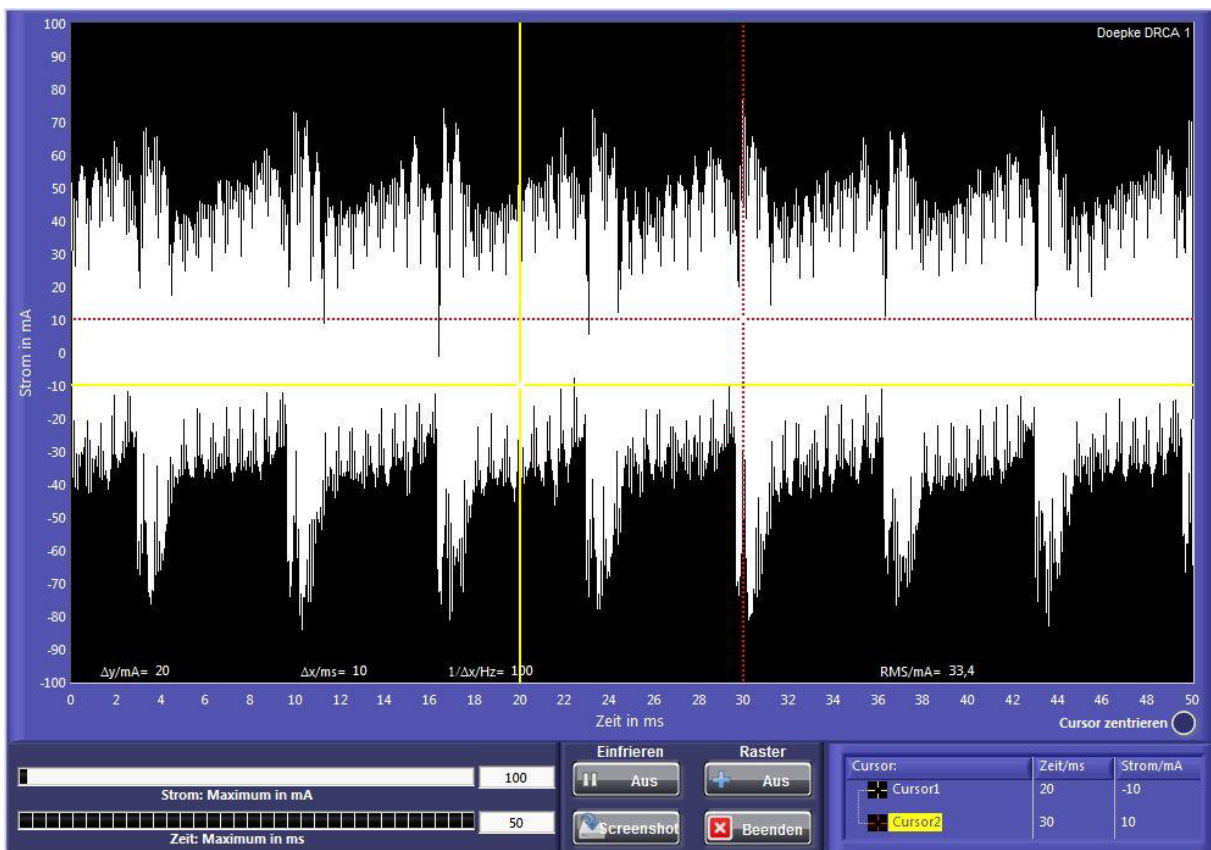 Doepke DRCA 1
100
90
80
70
60
50
40
30
20
10
0
-10
-20
-30
-40
-50
-60
-70
-80
-90
-100
Strom in mA
Δy/mA= 20 Δx/ms= 10 1/Δx/Hz= 100 RMS/mA= 33,4
0 2 4 6 8 10 12 14 16 18 20 22 24 26 28 30 32 34 36 38 40 42 44 46 48 50
Zeit in ms
Cursor zentrieren
100
Strom: Maximum in mA
50
Zeit: Maximum in ms
Einfrieren Raster
Aus Aus
Screenshot Beenden
Cursor: Zeit/ms Strom/mA
Cursor1 20 -10
Cursor2 30 10